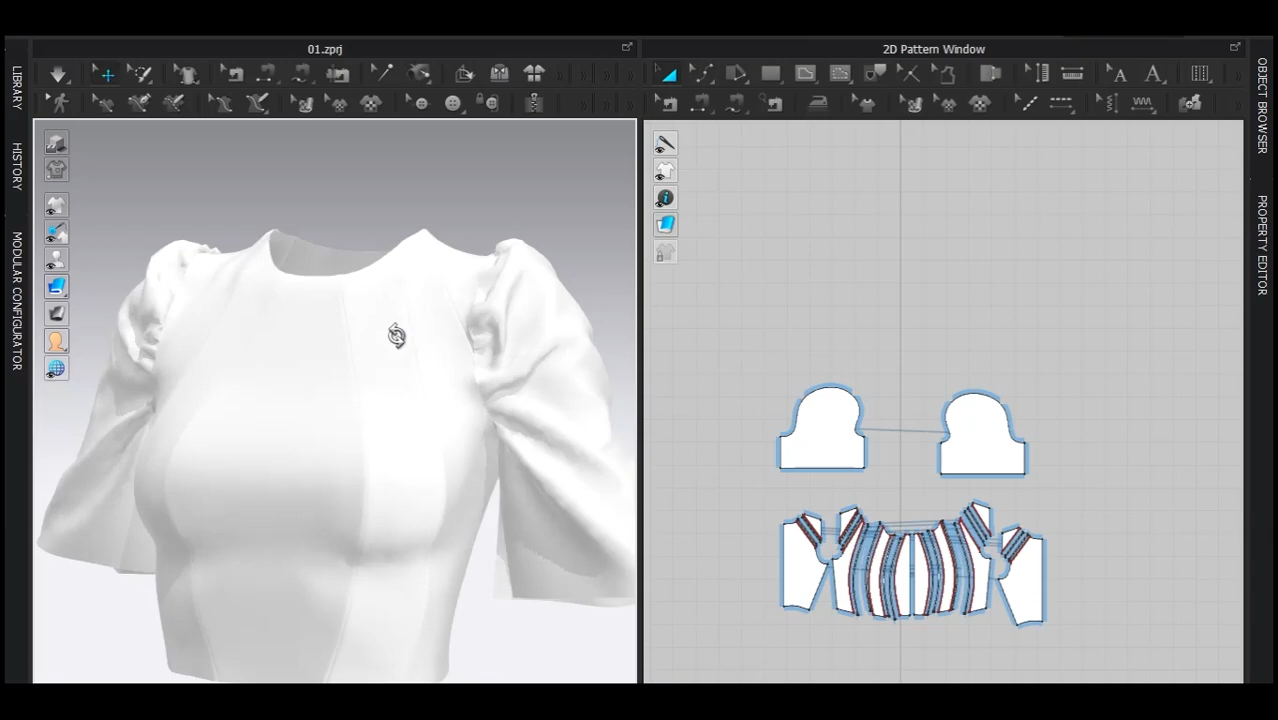 01.zprj
2D Pattern Window
LIBRARY
HISTORY
MODULAR CONFIGURATOR
OBJECT BROWSER
PROPERTY EDITOR